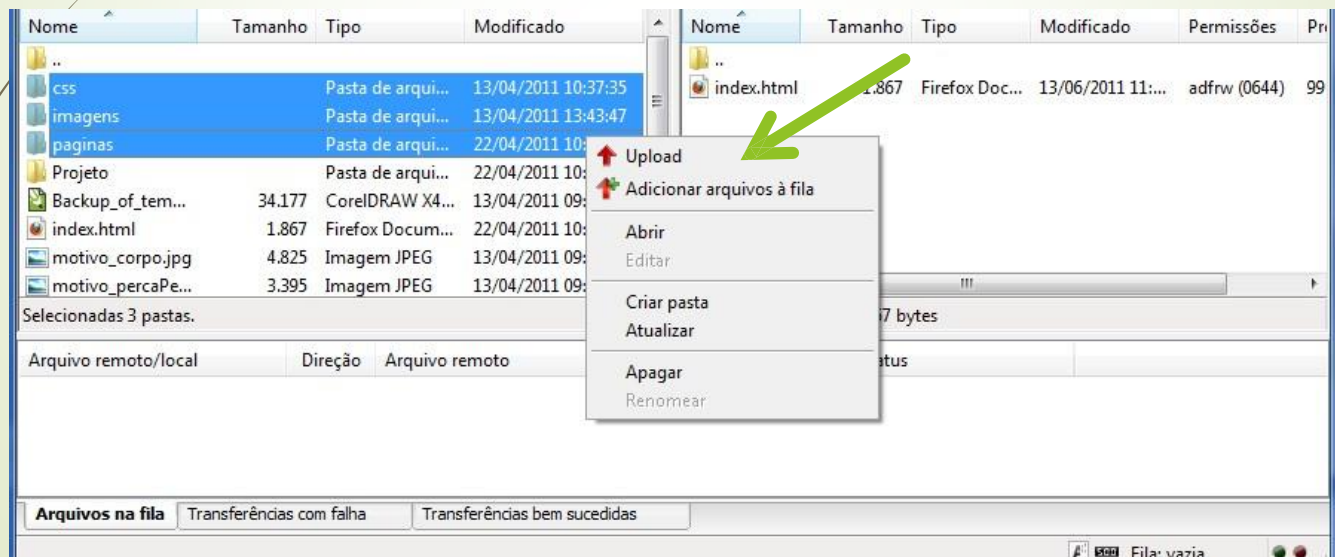 Nome Tamanho Tipo Modificado
..
css Pasta de arqui... 13/04/2011 10:37:35
imagens Pasta de arqui... 13/04/2011 13:43:47
paginas Pasta de arqui... 22/04/2011 10:
Projeto Pasta de arqui... 22/04/2011 10:
Backup_of_tem... 34.177 CorelDRAW X4... 13/04/2011 09:
index.html 1.867 Firefox Docum... 22/04/2011 10:
motivo_corpo.jpg 4.825 Imagem JPEG 13/04/2011 09:
motivo_percaPe... 3.395 Imagem JPEG 13/04/2011 09:
Selecionadas 3 pastas.
Nome Tamanho Tipo Modificado Permissões
..
index.html 1.867 Firefox Doc... 13/06/2011 11:... adfrw (0644) 99
7 bytes
Upload
Adicionar arquivos à fila
Abrir
Editar
Criar pasta
Atualizar
Apagar
Renomear
Arquivo remoto/local Direção Arquivo remoto
Arquivos na fila Transferências com falha Transferências bem sucedidas
Fila: vazia